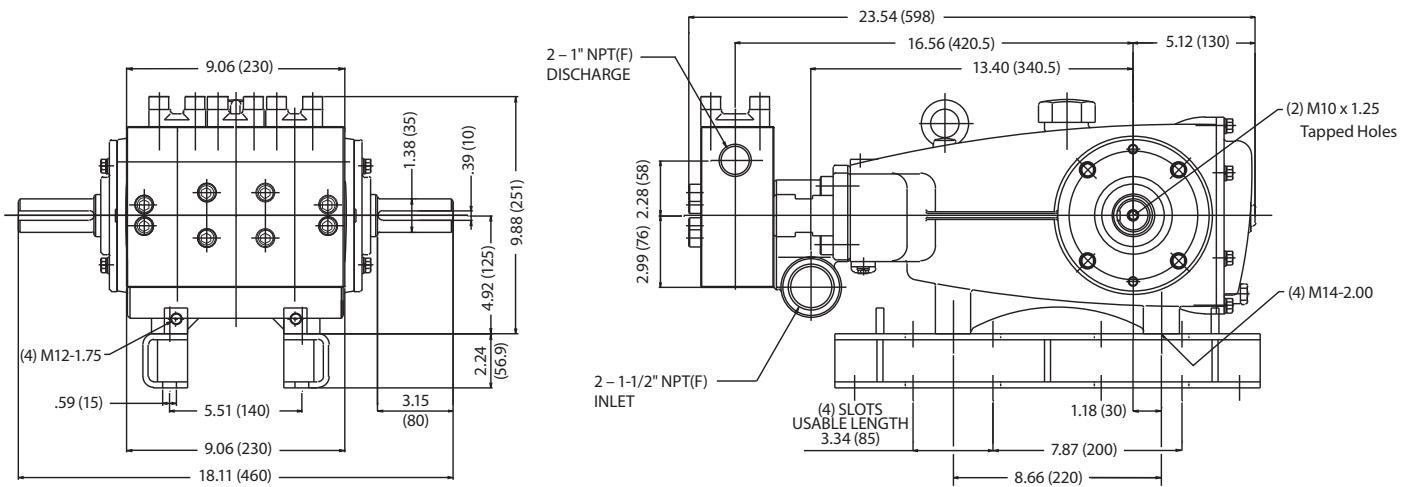 9.06 (230)
1.38 (35)
.39 (10)
9.88 (251)
4.92 (125)
2.24
(56.9)
(4) M12-1.75
.59 (15)
5.51 (140)
3.15
(80)
9.06 (230)
18.11 (460)
23.54 (598)
16.56 (420.5)
5.12 (130)
13.40 (340.5)
2 – 1" NPT(F)
DISCHARGE
(2) M10 x 1.25
Tapped Holes
2.28 (58)
2.99 (76)
(4) M14-2.00
2 – 1-1/2" NPT(F)
INLET
(4) SLOTS
USABLE LENGTH
3.34 (85)
1.18 (30)
7.87 (200)
8.66 (220)